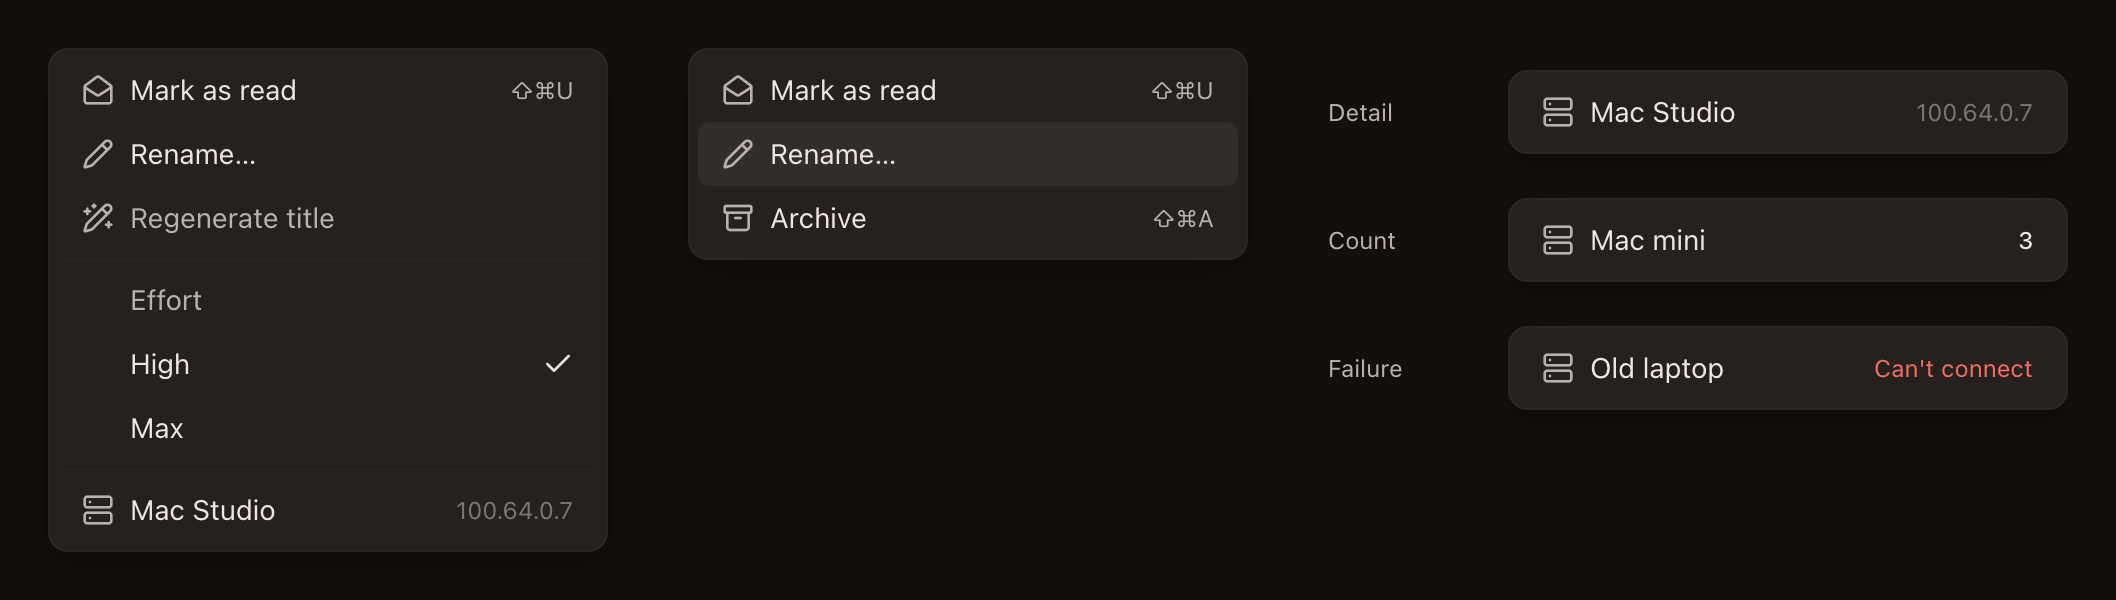 Mark as read ⇧⌘U
Rename...
Regenerate title
Effort
High
Max
Mac Studio 100.64.0.7
Mark as read ⇧⌘U
Rename...
Archive ⇧⌘A
Detail
Mac Studio 100.64.0.7
Count
Mac mini 3
Failure
Old laptop Can't connect